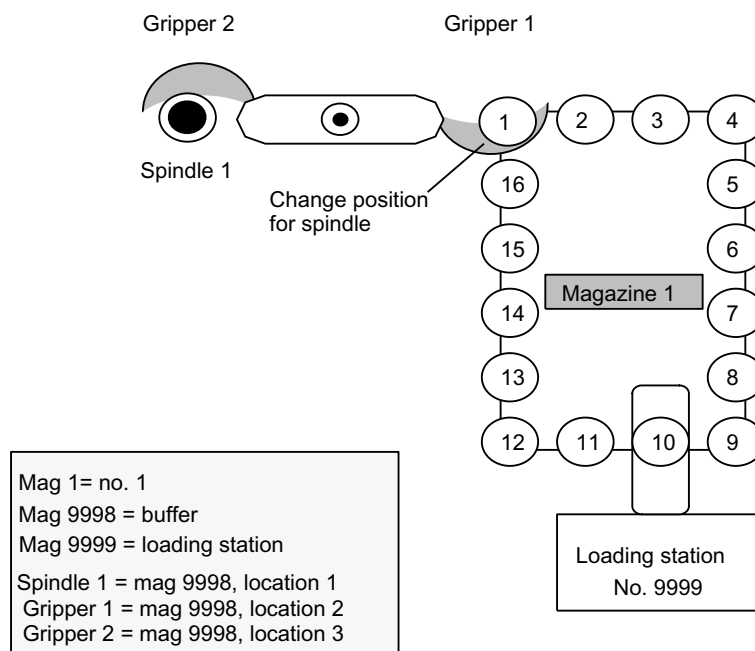 Gripper 2
Gripper 1
1
2
3
4
Spindle 1
Change position
for spindle
16
5
15
6
Magazine 1
14
7
13
8
12
11
10
9
Mag 1= no. 1
Mag 9998 = buffer
Mag 9999 = loading station
Spindle 1 = mag 9998, location 1
Gripper 1 = mag 9998, location 2
Gripper 2 = mag 9998, location 3
Loading station
No. 9999